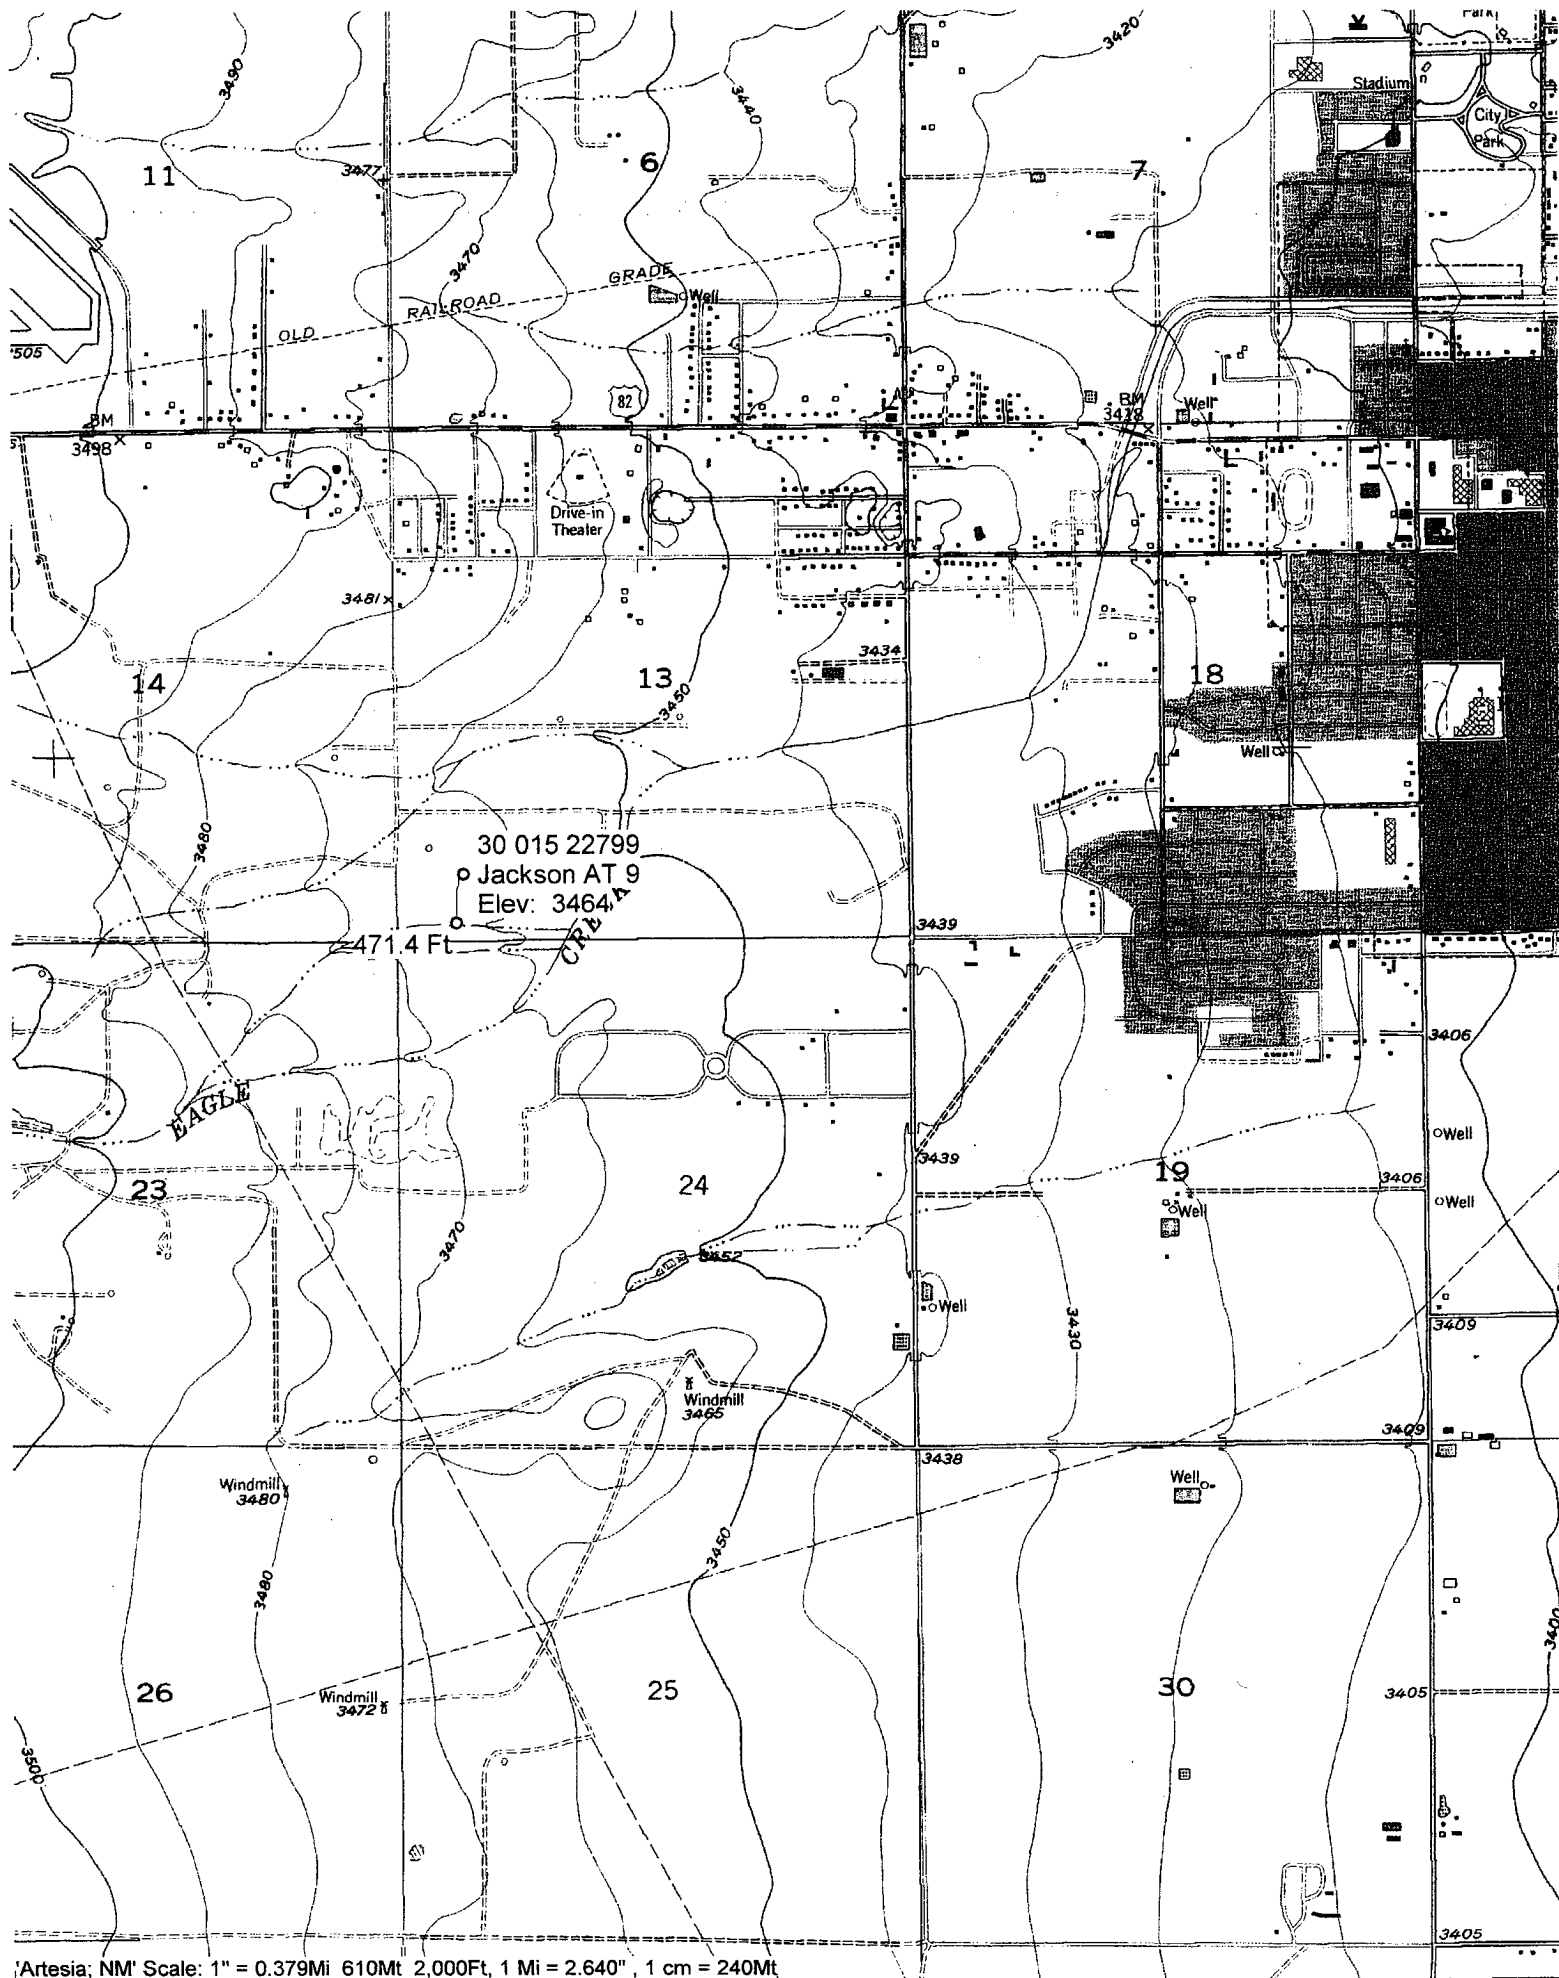 Park
3420
3490
3440
Stadium
City
Park
11
3477
6
7
3470
GRADE
Well
RAILROAD
OLD
505
82
BM
3498
BM
3418
Well
Drive-in
Theater
3481
3434
14
13
18
3450
Well
3480
30 015 22799
Jackson AT 9
Elev: 3464
471.4 Ft
3439
3406
EAGLE
Well
3439
19
23
24
3406
Well
Well
3470
3452
Well
3430
3409
Windmill
3465
3409
3438
Windmill
3480
Well
3450
3480
3400
26
25
30
Windmill
3472
3405
3500
3405
'Artesia; NM' Scale: 1" = 0.379Mi 610Mt 2,000Ft, 1 Mi = 2.640" , 1 cm = 240Mt